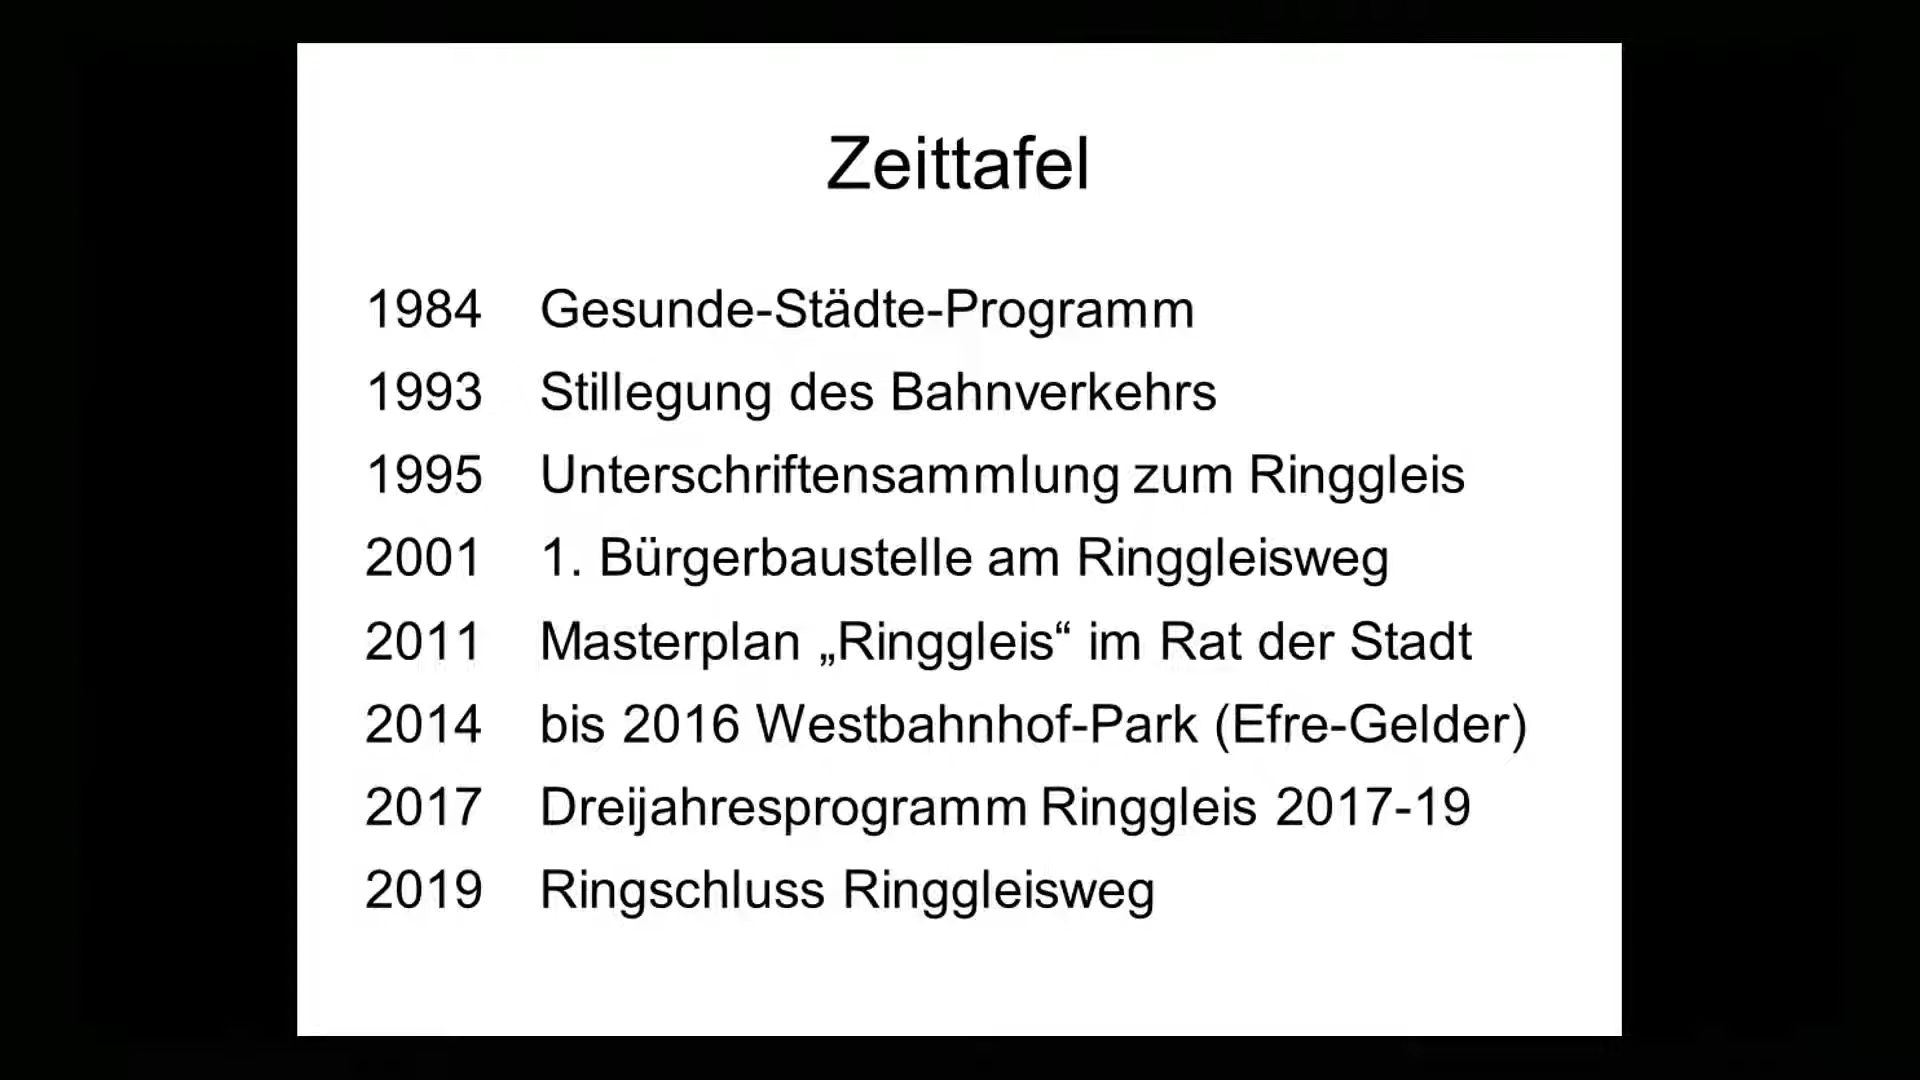 Zeittafel
1984 Gesunde-Städte-Programm
1993 Stillegung des Bahnverkehrs
1995 Unterschriftensammlung zum Ringgleis
2001 1. Bürgerbaustelle am Ringgleisweg
2011 Masterplan „Ringgleis“ im Rat der Stadt
2014 bis 2016 Westbahnhof-Park (Efre-Gelder)
2017 Dreijahresprogramm Ringgleis 2017-19
2019 Ringschluss Ringgleisweg